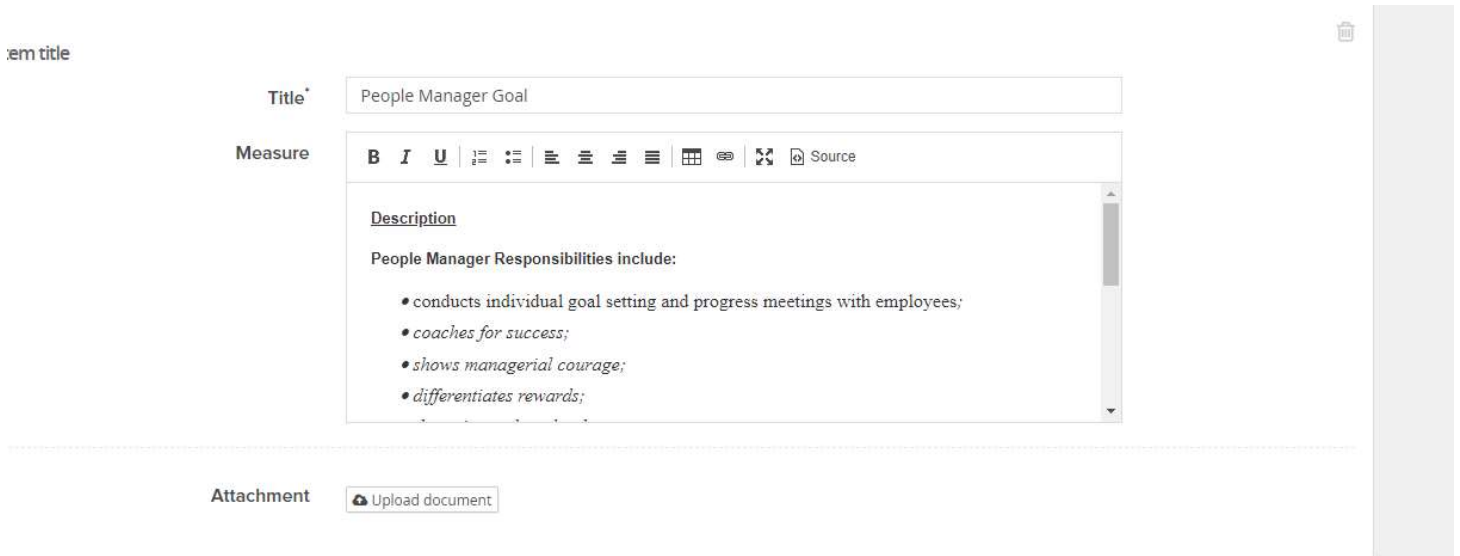 em title
Title*
People Manager Goal
Measure
B I U Source
Description
People Manager Responsibilities include:
• conducts individual goal setting and progress meetings with employees;
• coaches for success;
• shows managerial courage;
• differentiates rewards;
Attachment
Upload document